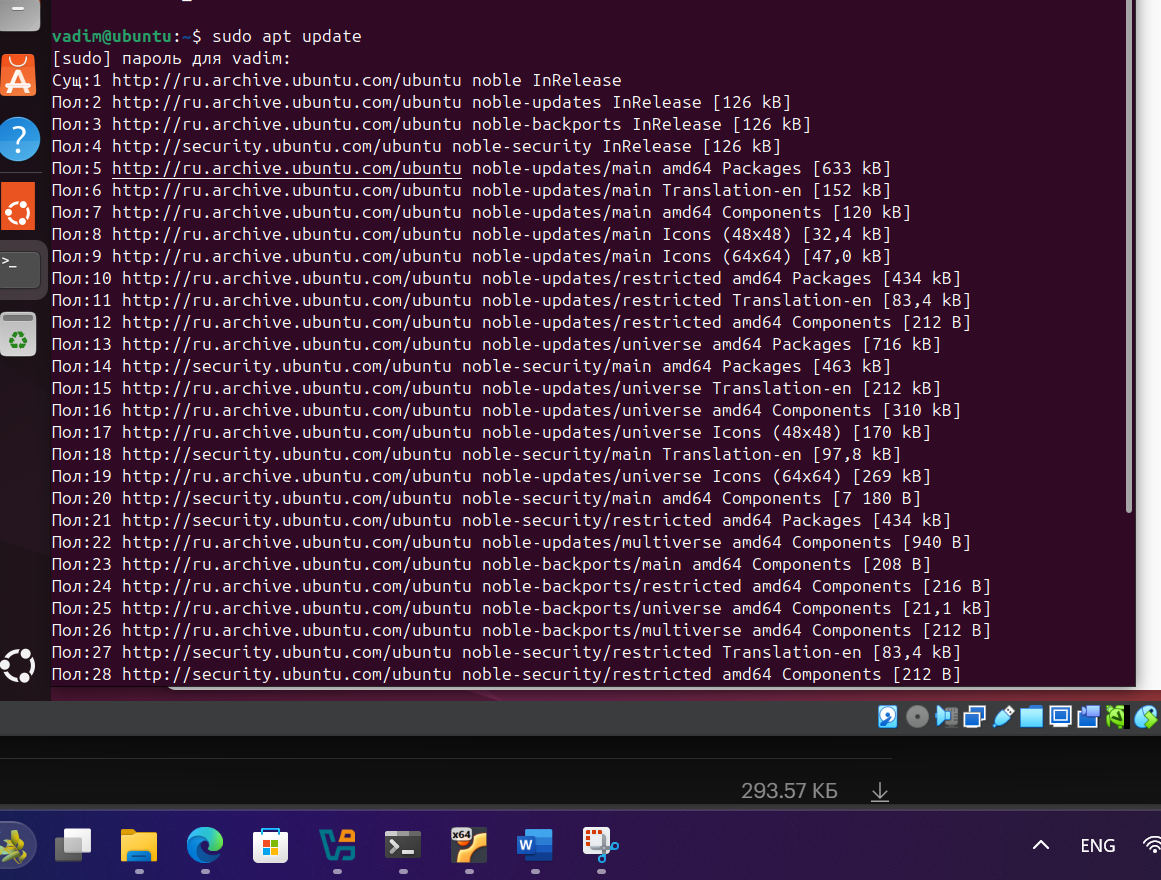 vadim@ubuntu:~$ sudo apt update
[sudo] пароль для vadim:
Сущ:1 http://ru.archive.ubuntu.com/ubuntu noble InRelease
Пол:2 http://ru.archive.ubuntu.com/ubuntu noble-updates InRelease [126 kB]
Пол:3 http://ru.archive.ubuntu.com/ubuntu noble-backports InRelease [126 kB]
Пол:4 http://security.ubuntu.com/ubuntu noble-security InRelease [126 kB]
Пол:5 http://ru.archive.ubuntu.com/ubuntu noble-updates/main amd64 Packages [633 kB]
Пол:6 http://ru.archive.ubuntu.com/ubuntu noble-updates/main Translation-en [152 kB]
Пол:7 http://ru.archive.ubuntu.com/ubuntu noble-updates/main amd64 Components [120 kB]
Пол:8 http://ru.archive.ubuntu.com/ubuntu noble-updates/main Icons (48x48) [32,4 kB]
Пол:9 http://ru.archive.ubuntu.com/ubuntu noble-updates/main Icons (64x64) [47,0 kB]
Пол:10 http://ru.archive.ubuntu.com/ubuntu noble-updates/restricted amd64 Packages [434 kB]
Пол:11 http://ru.archive.ubuntu.com/ubuntu noble-updates/restricted Translation-en [83,4 kB]
Пол:12 http://ru.archive.ubuntu.com/ubuntu noble-updates/restricted amd64 Components [212 B]
Пол:13 http://ru.archive.ubuntu.com/ubuntu noble-updates/universe amd64 Packages [716 kB]
Пол:14 http://security.ubuntu.com/ubuntu noble-security/main amd64 Packages [463 kB]
Пол:15 http://ru.archive.ubuntu.com/ubuntu noble-updates/universe Translation-en [212 kB]
Пол:16 http://ru.archive.ubuntu.com/ubuntu noble-updates/universe amd64 Components [310 kB]
Пол:17 http://ru.archive.ubuntu.com/ubuntu noble-updates/universe Icons (48x48) [170 kB]
Пол:18 http://security.ubuntu.com/ubuntu noble-security/main Translation-en [97,8 kB]
Пол:19 http://ru.archive.ubuntu.com/ubuntu noble-updates/universe Icons (64x64) [269 kB]
Пол:20 http://security.ubuntu.com/ubuntu noble-security/main amd64 Components [7 180 B]
Пол:21 http://security.ubuntu.com/ubuntu noble-security/restricted amd64 Packages [434 kB]
Пол:22 http://ru.archive.ubuntu.com/ubuntu noble-updates/multiverse amd64 Components [940 B]
Пол:23 http://ru.archive.ubuntu.com/ubuntu noble-backports/main amd64 Components [208 B]
Пол:24 http://ru.archive.ubuntu.com/ubuntu noble-backports/restricted amd64 Components [216 B]
Пол:25 http://ru.archive.ubuntu.com/ubuntu noble-backports/universe amd64 Components [21,1 kB]
Пол:26 http://ru.archive.ubuntu.com/ubuntu noble-backports/multiverse amd64 Components [212 B]
Пол:27 http://security.ubuntu.com/ubuntu noble-security/restricted Translation-en [83,4 kB]
Пол:28 http://security.ubuntu.com/ubuntu noble-security/restricted amd64 Components [212 B]
293.57 КБ
x64
W
ENG